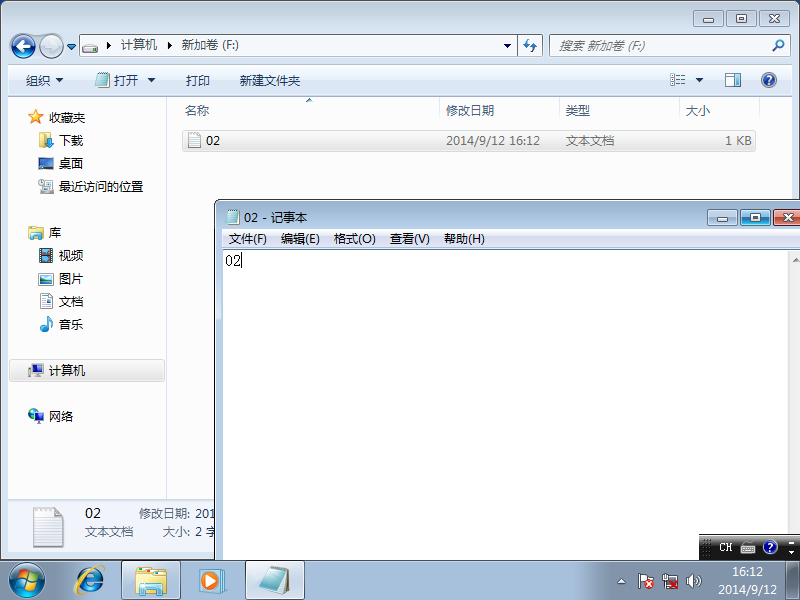 计算机 新加卷 (F:)
搜索 新加卷 (F:)
组织 打开 打印 新建文件夹
名称 修改日期 类型 大小
02 2014/9/12 16:12 文本文档 1 KB
收藏夹
下载
桌面
最近访问的位置
库
视频
图片
文档
音乐
计算机
网络
02 - 记事本
文件(F) 编辑(E) 格式(O) 查看(V) 帮助(H)
02
02 修改日期: 201
文本文档 大小: 2 字
CH
16:12
2014/9/12